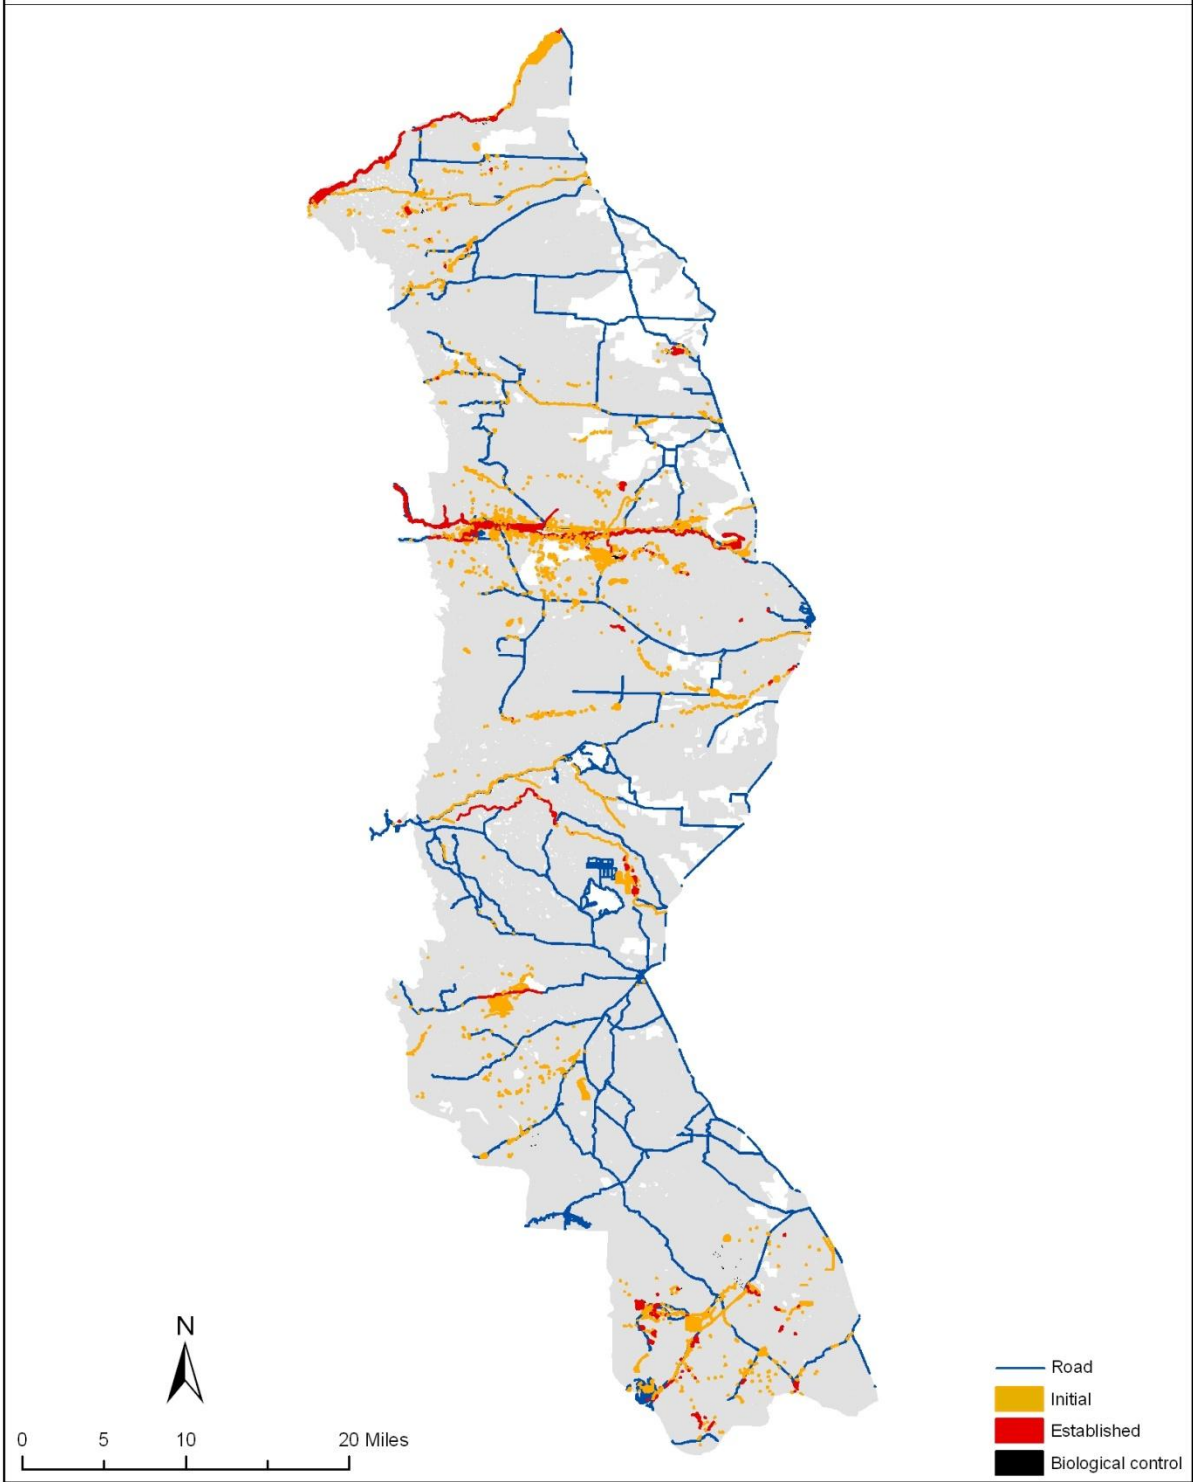 N
0 5 10 20 Miles
Road
Initial
Established
Biological control